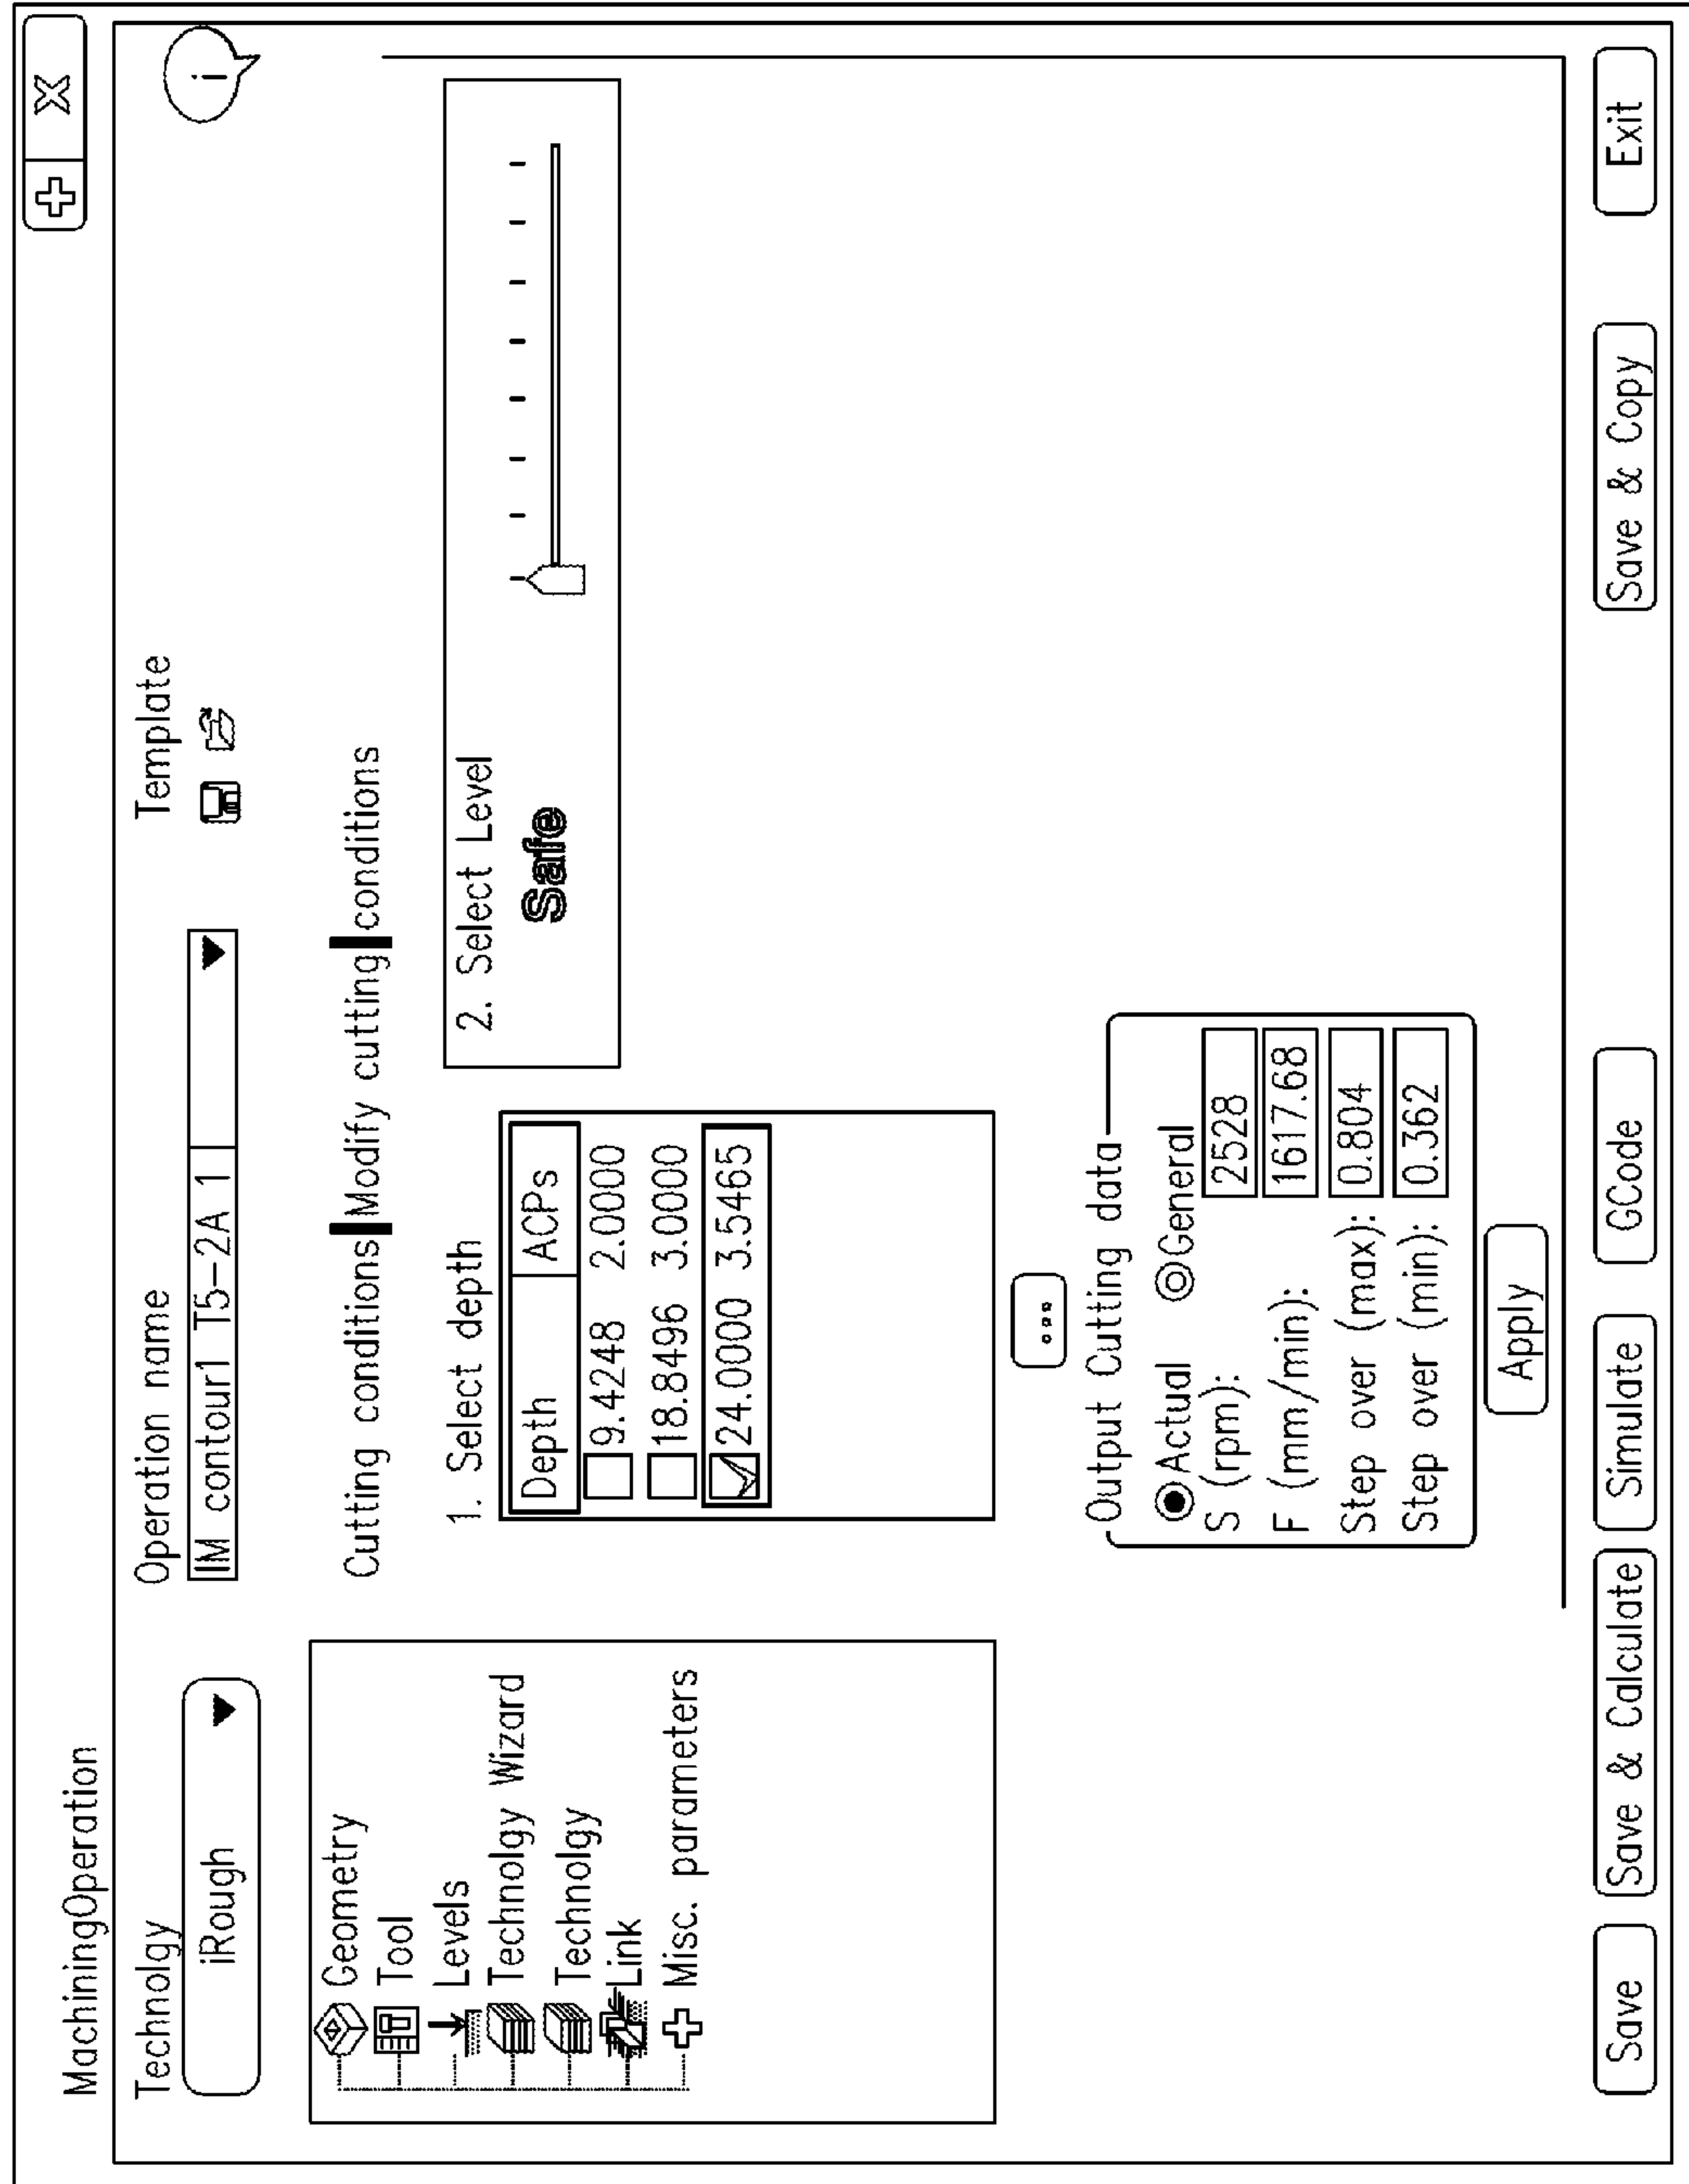 MachiningOperation
X
Technology
Operation name
Template
iRough
IM contour1 T5-2A 1
i
Geometry
Tool
Levels
Technology Wizard
Technology
Link
Misc. parameters
Cutting conditions Modify cutting conditions
1. Select depth
Depth ACPs
9.4248 2.0000
18.8496 3.0000
24.0000 3.5465
2. Select Level
Safe
...
Output Cutting data
Actual General
S (rpm): 2528
F (mm/min): 1617.68
Step over (max): 0.804
Step over (min): 0.362
Apply
Save Save & Calculate Simulate GCode Save & Copy Exit